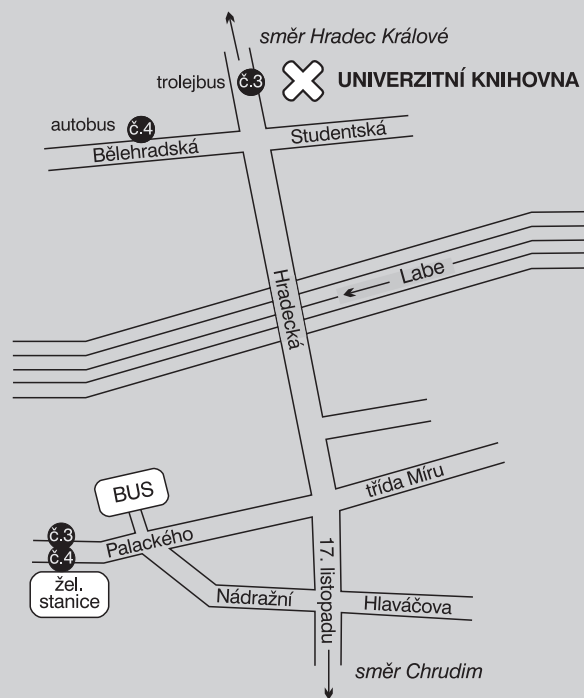 směr Hradec Králové
trolejbus č.3
UNIVERZITNÍ KNIHOVNA
autobus č.4
Bělehradská
Studentská
Hradecká
Labe
třída Míru
BUS
č.3
Palackého
č.4
žel.
stanice
17. listopadu
Nádražní
Hlaváčova
směr Chrudim